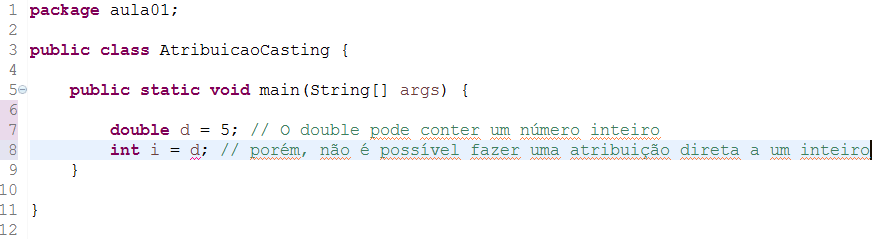 1 package aula01;
2
3 public class AtribuicaoCasting {
4
5 public static void main(String[] args) {
6
7 double d = 5; // O double pode conter um número inteiro
8 int i = d; // porém, não é possível fazer uma atribuição direta a um inteiro
9 }
10
11 }
12